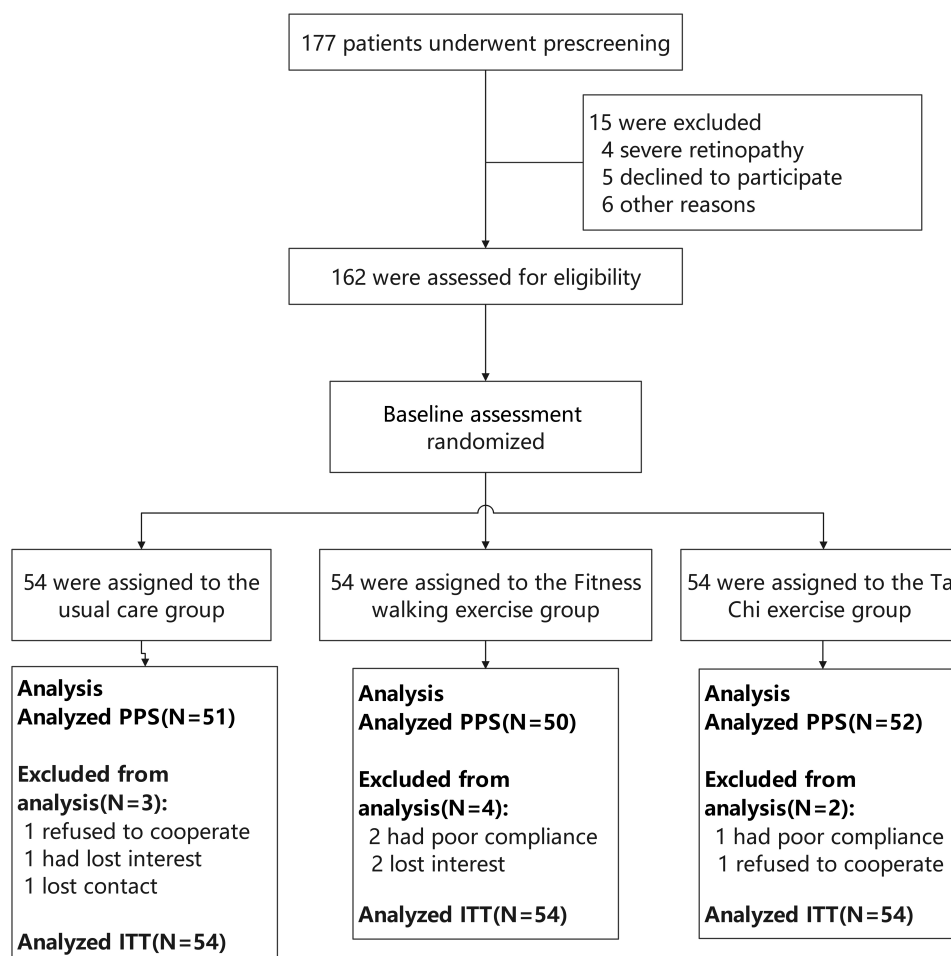 177 patients underwent prescreening
15 were excluded
4 severe retinopathy
5 declined to participate
6 other reasons
162 were assessed for eligibility
Baseline assessment
randomized
54 were assigned to the
usual care group
54 were assigned to the Fitness
walking exercise group
54 were assigned to the Ta
Chi exercise group
Analysis
Analyzed PPS(N=51)
Excluded from
analysis(N=3):
1 refused to cooperate
1 had lost interest
1 lost contact
Analyzed ITT(N=54)
Analysis
Analyzed PPS(N=50)
Excluded from
analysis(N=4):
2 had poor compliance
2 lost interest
Analyzed ITT(N=54)
Analysis
Analyzed PPS(N=52)
Excluded from
analysis(N=2):
1 had poor compliance
1 refused to cooperate
Analyzed ITT(N=54)